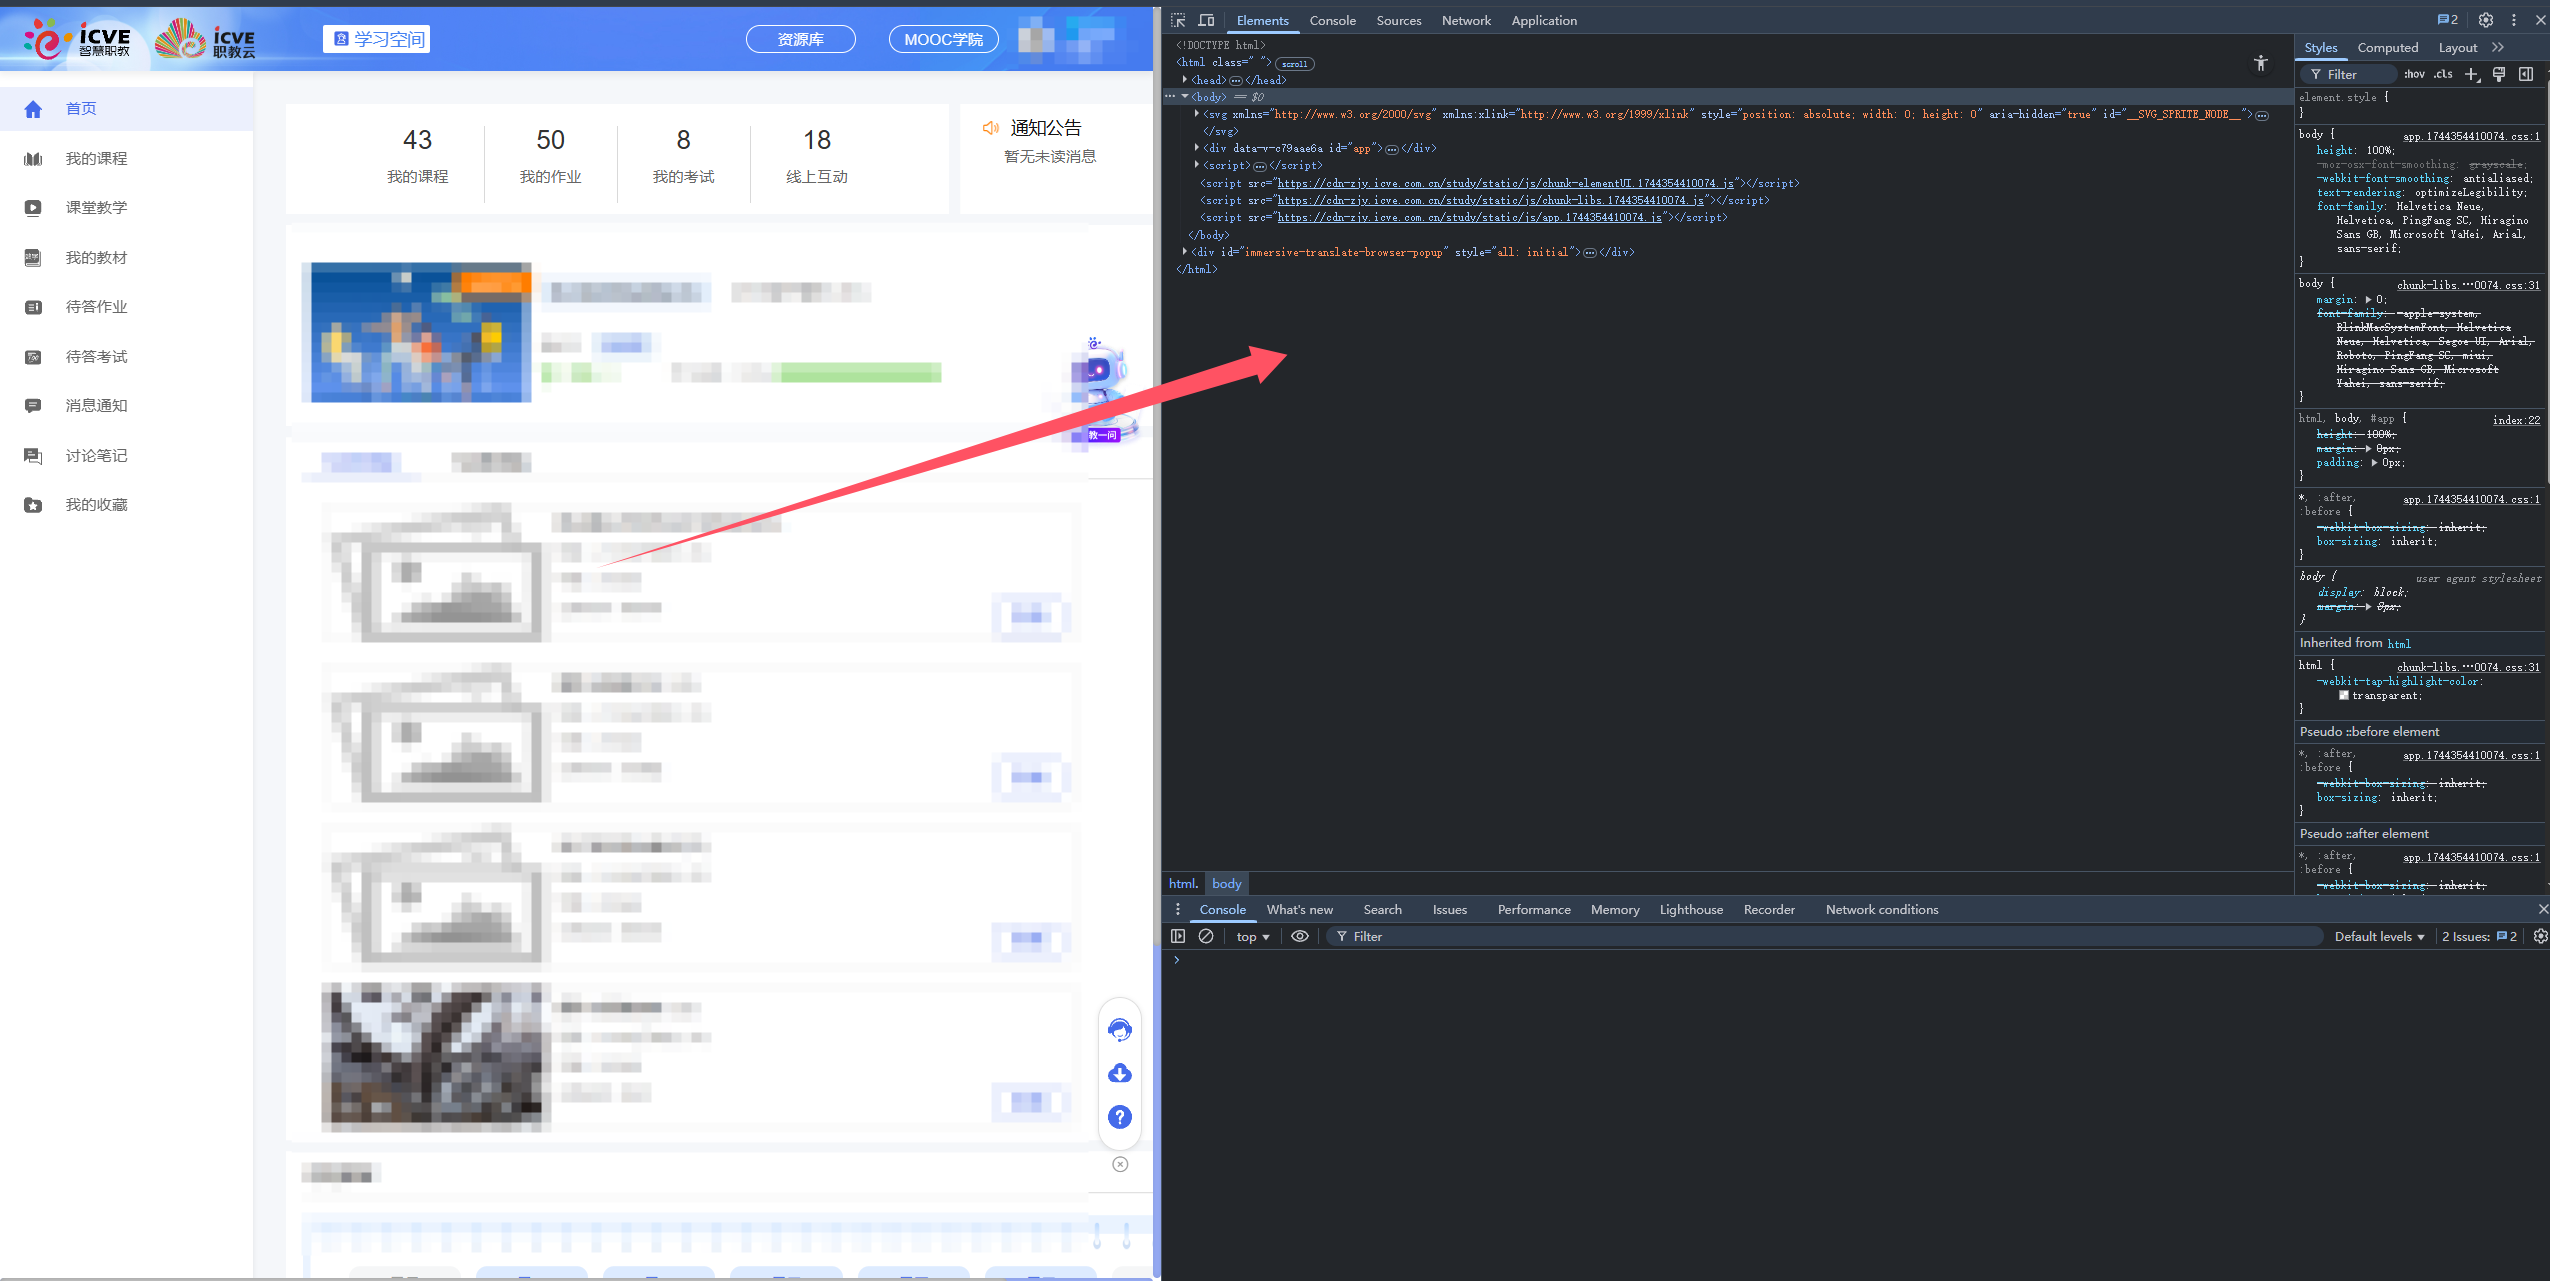 iCVE 智慧职教
iCVE 职教云
学习空间
资源库
MOOC学院
首页
我的课程
课堂教学
我的教材
待答作业
待答考试
消息通知
讨论笔记
我的收藏
43
我的课程
50
我的作业
8
我的考试
18
线上互动
通知公告
暂无未读消息
教一问
Elements Console Sources Network Application
2
<!DOCTYPE html>
<html class=" "> scroll
<head>…</head>
… <body> == $0
<svg xmlns="http://www.w3.org/2000/svg" xmlns:xlink="http://www.w3.org/1999/xlink" style="position: absolute; width: 0; height: 0" aria-hidden="true" id="__SVG_SPRITE_NODE__">…
</svg>
<div data-v-c79aae6a id="app">…</div>
<script>…</script>
<script src="https://cdn-zjy.icve.com.cn/study/static/js/chunk-elementUI.1744354410074.js"></script>
<script src="https://cdn-zjy.icve.com.cn/study/static/js/chunk-libs.1744354410074.js"></script>
<script src="https://cdn-zjy.icve.com.cn/study/static/js/app.1744354410074.js"></script>
</body>
<div id="immersive-translate-browser-popup" style="all: initial">…</div>
</html>
html. body
Styles Computed Layout
Filter :hov .cls
element.style {
}
body { app.1744354410074.css:1
height: 100%;
-moz-osx-font-smoothing: grayscale;
-webkit-font-smoothing: antialiased;
text-rendering: optimizeLegibility;
font-family: Helvetica Neue,
Helvetica, PingFang SC, Hiragino
Sans GB, Microsoft YaHei, Arial,
sans-serif;
}
body { chunk-libs.…0074.css:31
margin: 0;
font-family: -apple-system,
BlinkMacSystemFont, Helvetica
Neue, Helvetica, Segoe UI, Arial,
Roboto, PingFang SC, miui,
Hiragino Sans GB, Microsoft
Yahei, sans-serif;
}
html, body, #app { index:22
height: 100%;
margin: 0px;
padding: 0px;
}
*, :after, app.1744354410074.css:1
:before {
-webkit-box-sizing: inherit;
box-sizing: inherit;
}
body { user agent stylesheet
display: block;
margin: 8px;
}
Inherited from html
html { chunk-libs.…0074.css:31
-webkit-tap-highlight-color:
transparent;
}
Pseudo ::before element
*, :after, app.1744354410074.css:1
:before {
-webkit-box-sizing: inherit;
box-sizing: inherit;
}
Pseudo ::after element
*, :after, app.1744354410074.css:1
:before {
-webkit-box-sizing: inherit;
Console What's new Search Issues Performance Memory Lighthouse Recorder Network conditions
top Filter Default levels 2 Issues: 2